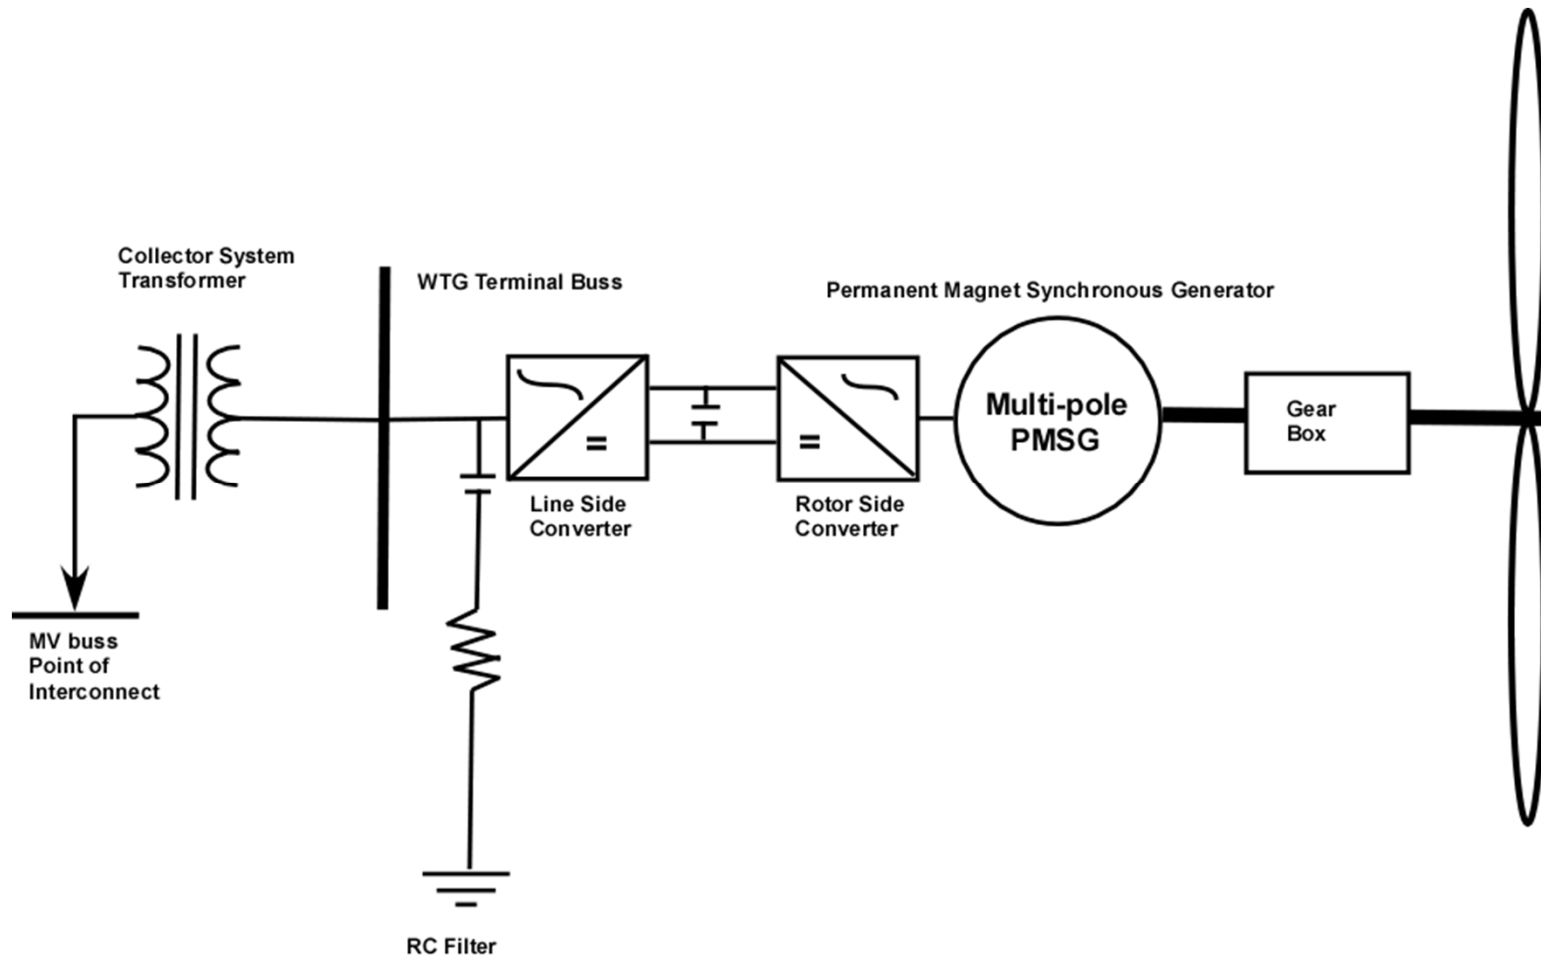 Collector System
Transformer
WTG Terminal Buss
Permanent Magnet Synchronous Generator
Multi-pole
PMSG
Gear
Box
Line Side
Converter
Rotor Side
Converter
MV buss
Point of
Interconnect
RC Filter